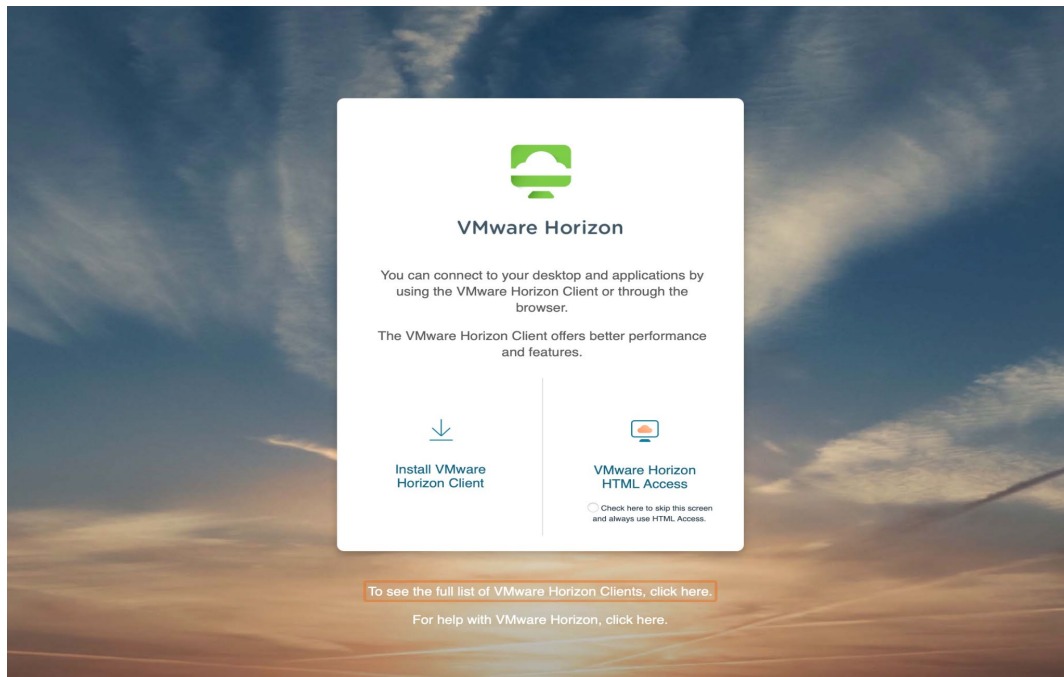 VMware Horizon
You can connect to your desktop and applications by
using the VMware Horizon Client or through the
browser.
The VMware Horizon Client offers better performance
and features.
Install VMware
Horizon Client
VMware Horizon
HTML Access
Check here to skip this screen
and always use HTML Access.
To see the full list of VMware Horizon Clients, click here.
For help with VMware Horizon, click here.